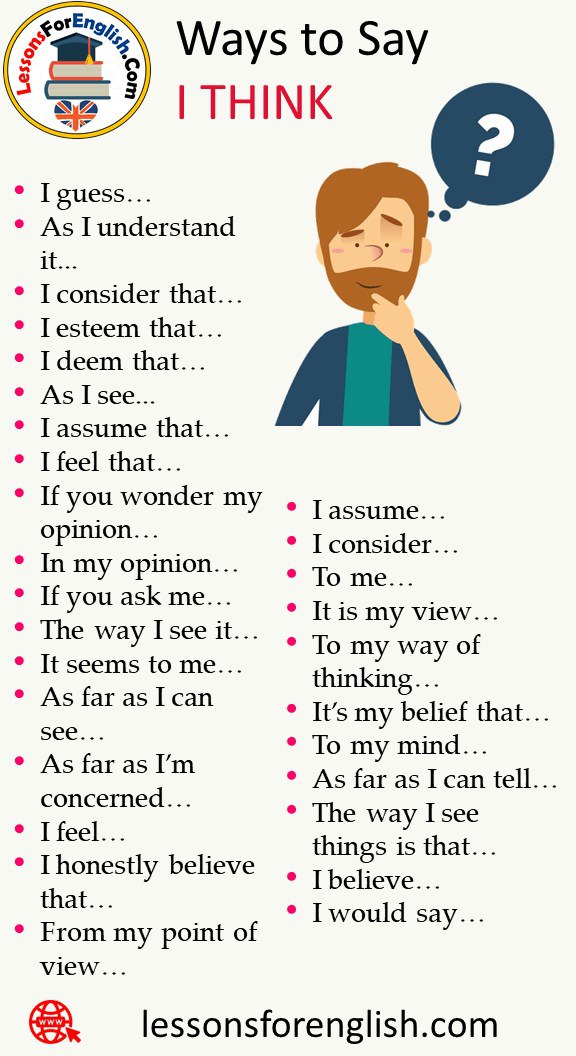 LessonsForEnglish.Com
Ways to Say
I THINK
?
• I guess…
• As I understand
it...
• I consider that…
• I esteem that…
• I deem that…
• As I see...
• I assume that…
• I feel that…
• If you wonder my
opinion…
• In my opinion…
• If you ask me…
• The way I see it…
• It seems to me…
• As far as I can
see…
• As far as I’m
concerned…
• I feel…
• I honestly believe
that…
• From my point of
view…
• I assume…
• I consider…
• To me…
• It is my view…
• To my way of
thinking…
• It’s my belief that…
• To my mind…
• As far as I can tell…
• The way I see
things is that…
• I believe…
• I would say…
www
lessonsforenglish.com